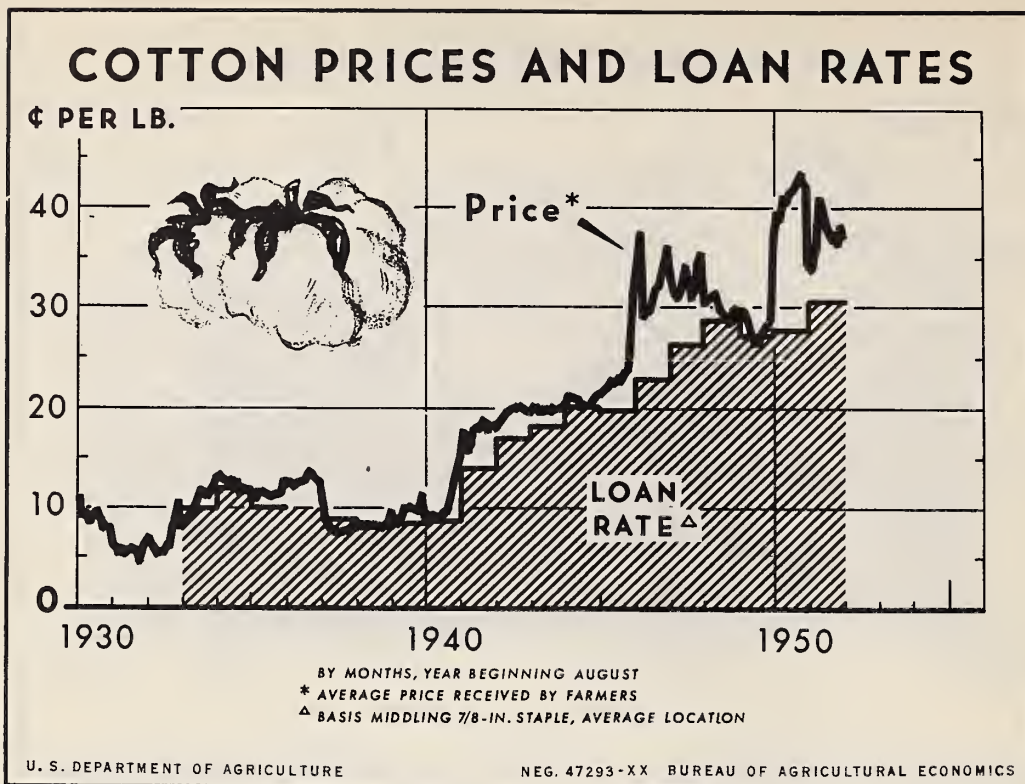 COTTON PRICES AND LOAN RATES
¢ PER LB.
40
30
20
10
0
Price*
LOAN
RATE △
1930 1940 1950
BY MONTHS, YEAR BEGINNING AUGUST
* AVERAGE PRICE RECEIVED BY FARMERS
△ BASIS MIDDLING 7/8-IN. STAPLE, AVERAGE LOCATION
U. S. DEPARTMENT OF AGRICULTURE NEG. 47293-XX BUREAU OF AGRICULTURAL ECONOMICS